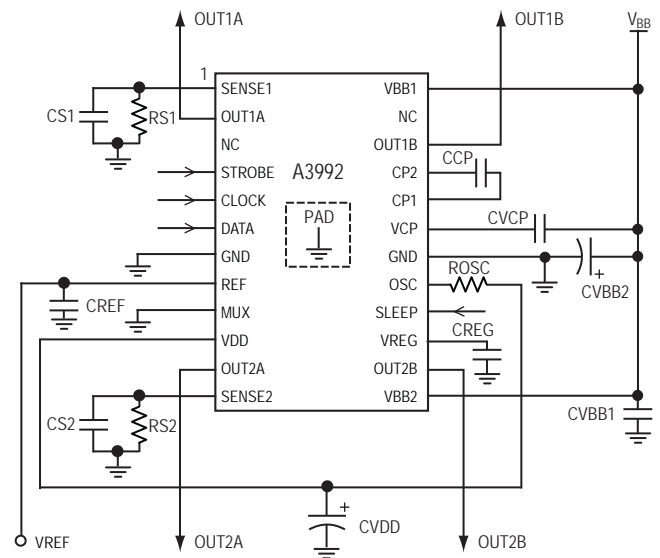 OUT1A
OUT1B
VBB
1
SENSE1
VBB1
CS1
RS1
OUT1A
NC
NC
OUT1B
CCP
STROBE
A3992
CP2
CLOCK
CP1
DATA
PAD
VCP
CVCP
GND
GND
ROSC
REF
OSC
CVBB2
+
CREF
MUX
SLEEP
CREG
VDD
VREG
OUT2A
OUT2B
CS2
RS2
SENSE2
VBB2
CVBB1
+
CVDD
VREF
OUT2A
OUT2B